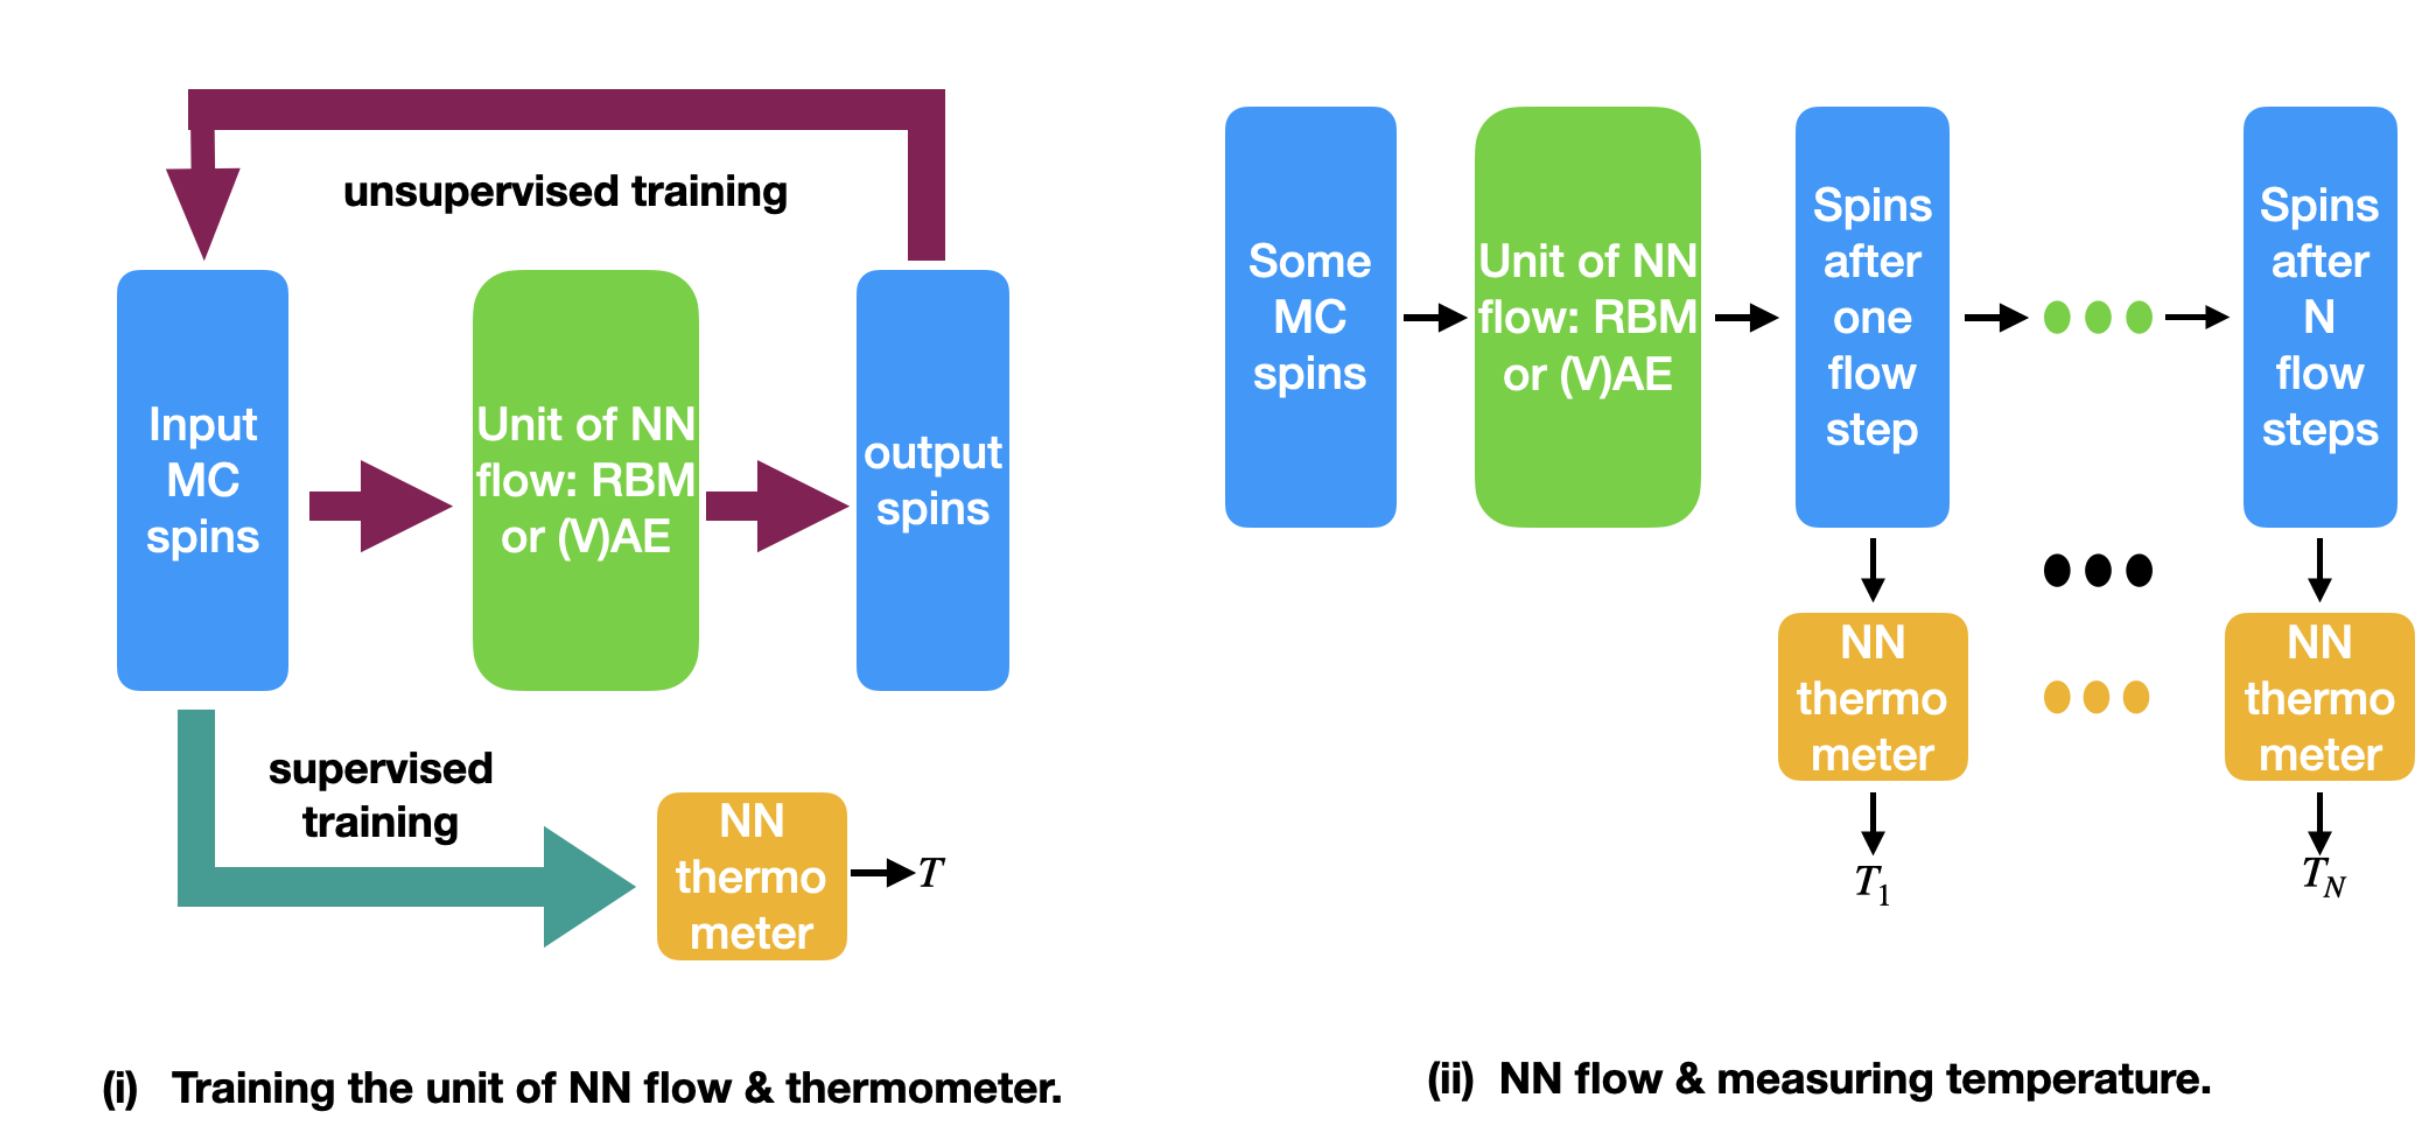 unsupervised training
Input
MC
spins
Unit of NN
flow: RBM
or (V)AE
output
spins
supervised
training
NN
thermo
meter
T
(i) Training the unit of NN flow & thermometer.
Some
MC
spins
Unit of NN
flow: RBM
or (V)AE
Spins
after
one
flow
step
Spins
after
N
flow
steps
NN
thermo
meter
NN
thermo
meter
T₁
T_N
(ii) NN flow & measuring temperature.